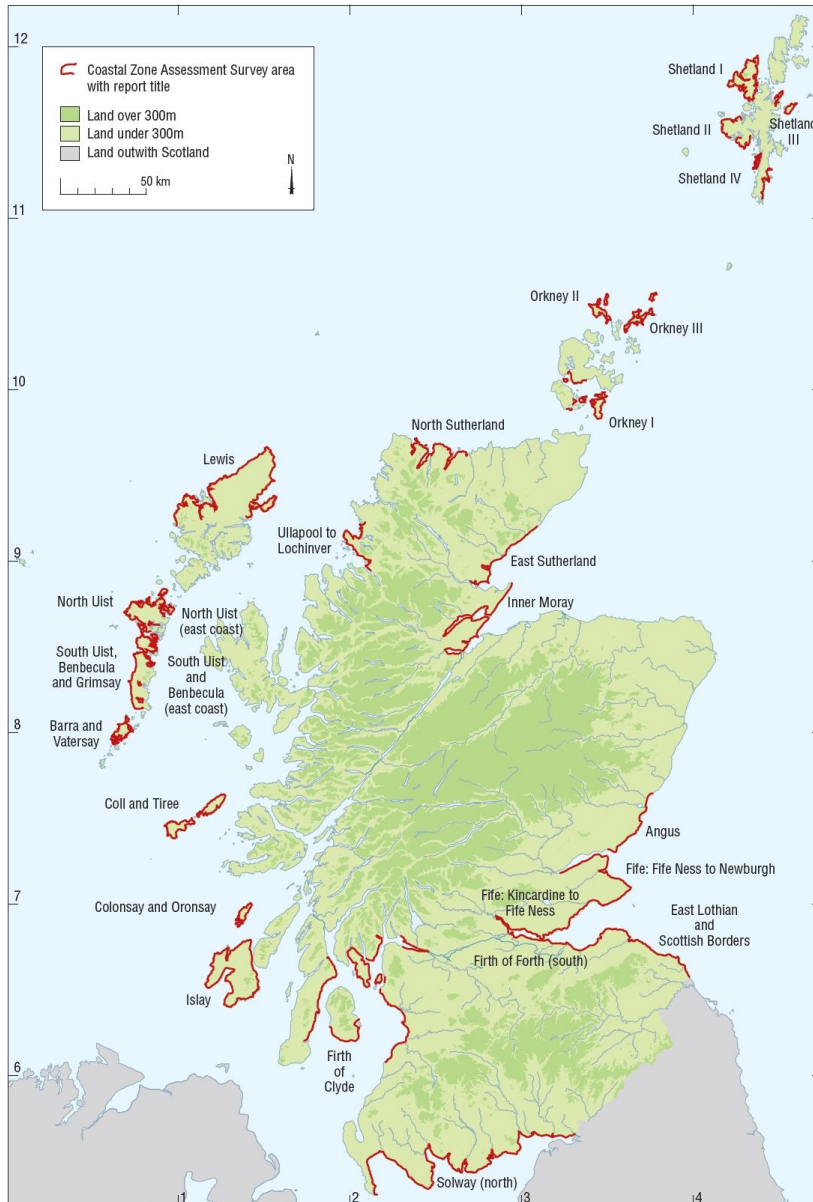 12
Coastal Zone Assessment Survey area
with report title
Land over 300m
Land under 300m
Land outwith Scotland
50 km
N
Shetland I
Shetland
III
Shetland II
Shetland IV
11
Orkney II
Orkney III
10
Orkney I
North Sutherland
Lewis
Ullapool to
Lochinver
9
East Sutherland
Inner Moray
North Uist
North Uist
(east coast)
South Uist,
Benbecula
and Grimsay
South Uist
and
Benbecula
(east coast)
8
Barra and
Vatersay
Coll and Tiree
Angus
7
Fife: Fife Ness to Newburgh
Fife: Kincardine to
Fife Ness
Colonsay and Oronsay
East Lothian
and
Scottish Borders
Firth of Forth (south)
Islay
6
Firth
of
Clyde
Solway (north)
1
2
3
4